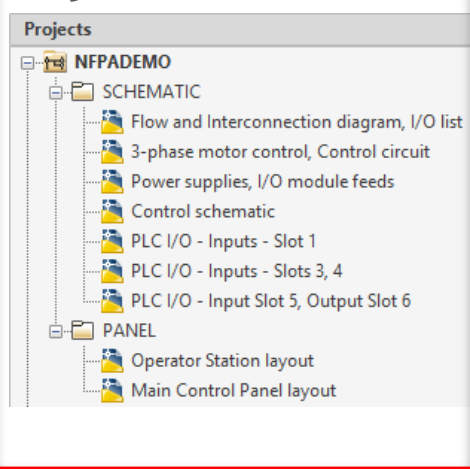 Projects
NFPADEMO
SCHEMATIC
Flow and Interconnection diagram, I/O list
3-phase motor control, Control circuit
Power supplies, I/O module feeds
Control schematic
PLC I/O - Inputs - Slot 1
PLC I/O - Inputs - Slots 3, 4
PLC I/O - Input Slot 5, Output Slot 6
PANEL
Operator Station layout
Main Control Panel layout